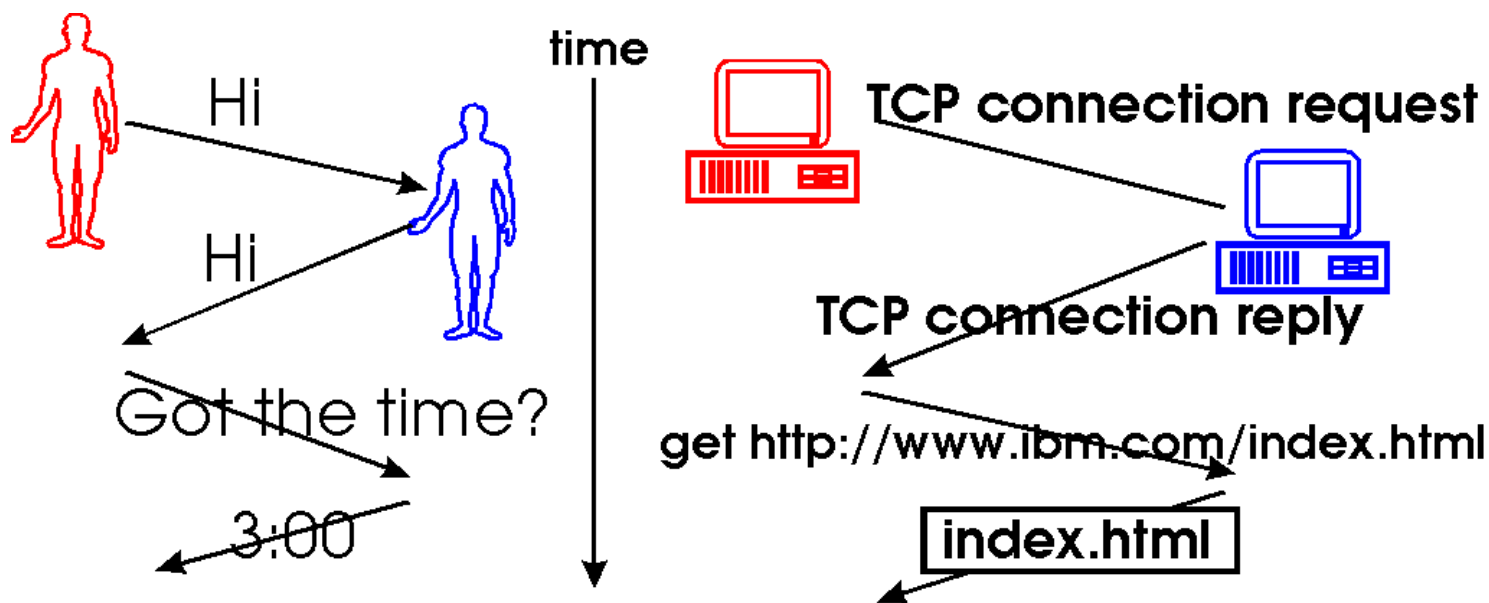 time
Hi
TCP connection request
Hi
TCP connection reply
Got the time?
get http://www.ibm.com/index.html
3:00
index.html